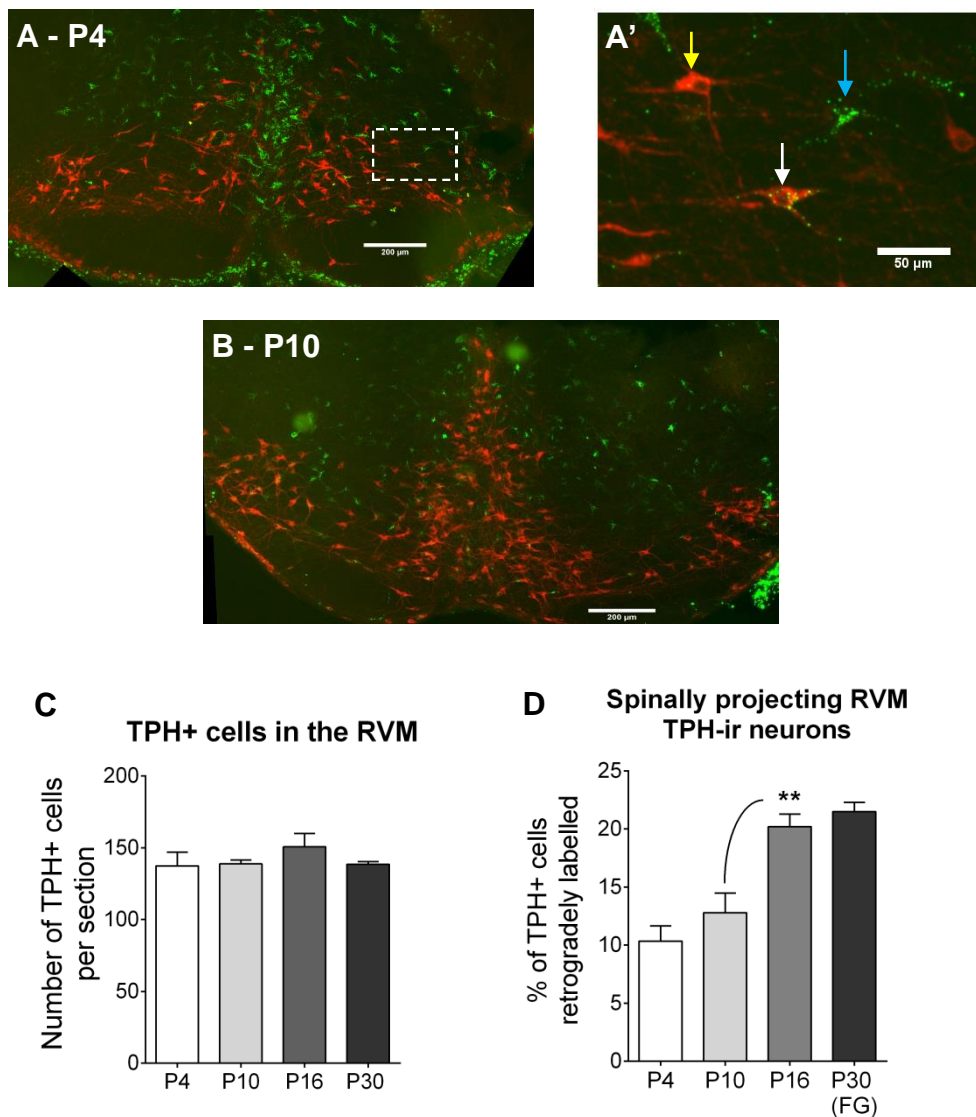 A - P4
A'
200 µm
50 µm
B - P10
200 µm
C
TPH+ cells in the RVM
Number of TPH+ cells
per section
200
150
100
50
0
P4 P10 P16 P30
D
Spinally projecting RVM
TPH-ir neurons
% of TPH+ cells
retrogradely labelled
25
20
15
10
5
0
**
P4 P10 P16 P30
(FG)